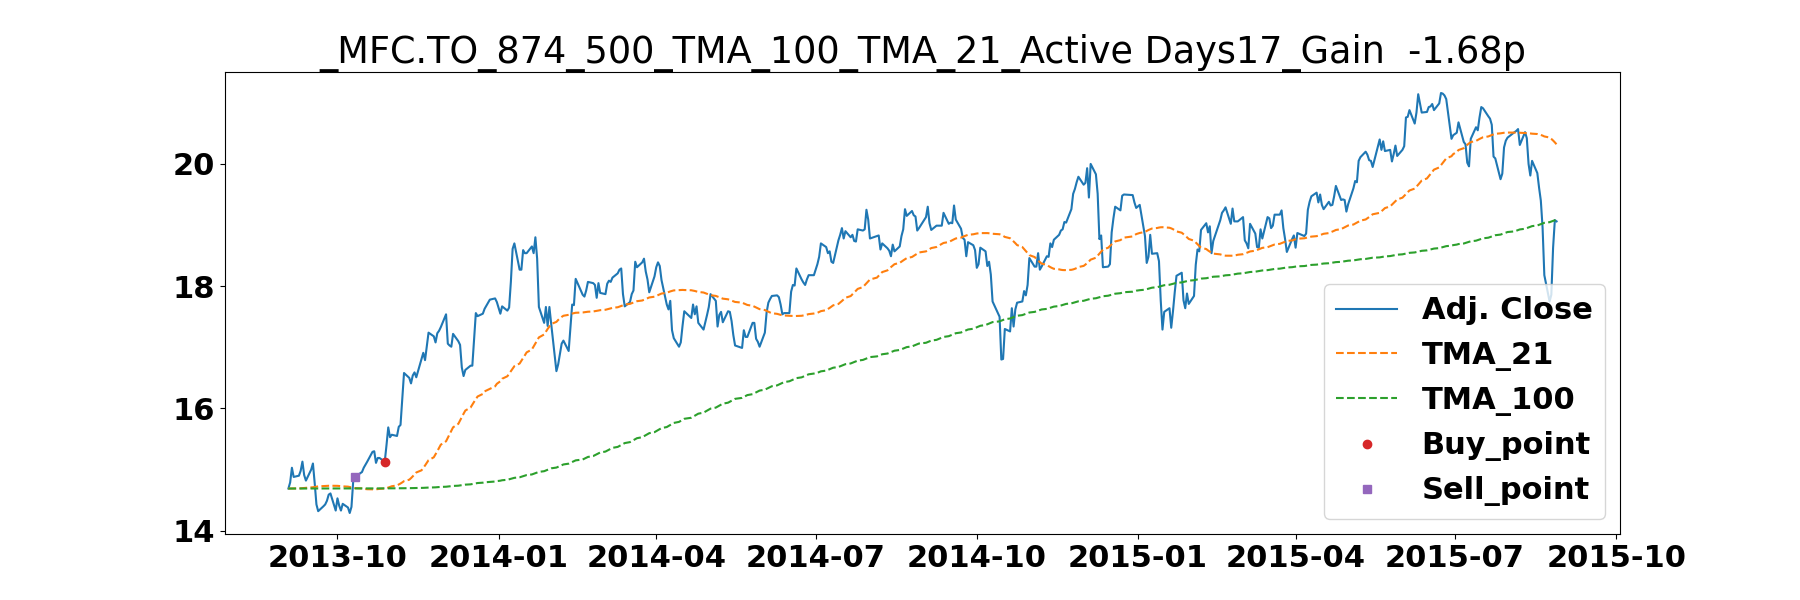 _MFC.TO_874_500_TMA_100_TMA_21_Active Days17_Gain  -1.68p
20
18
16
14
2013-10 2014-01 2014-04 2014-07 2014-10 2015-01 2015-04 2015-07 2015-10
Adj. Close
TMA_21
TMA_100
Buy_point
Sell_point